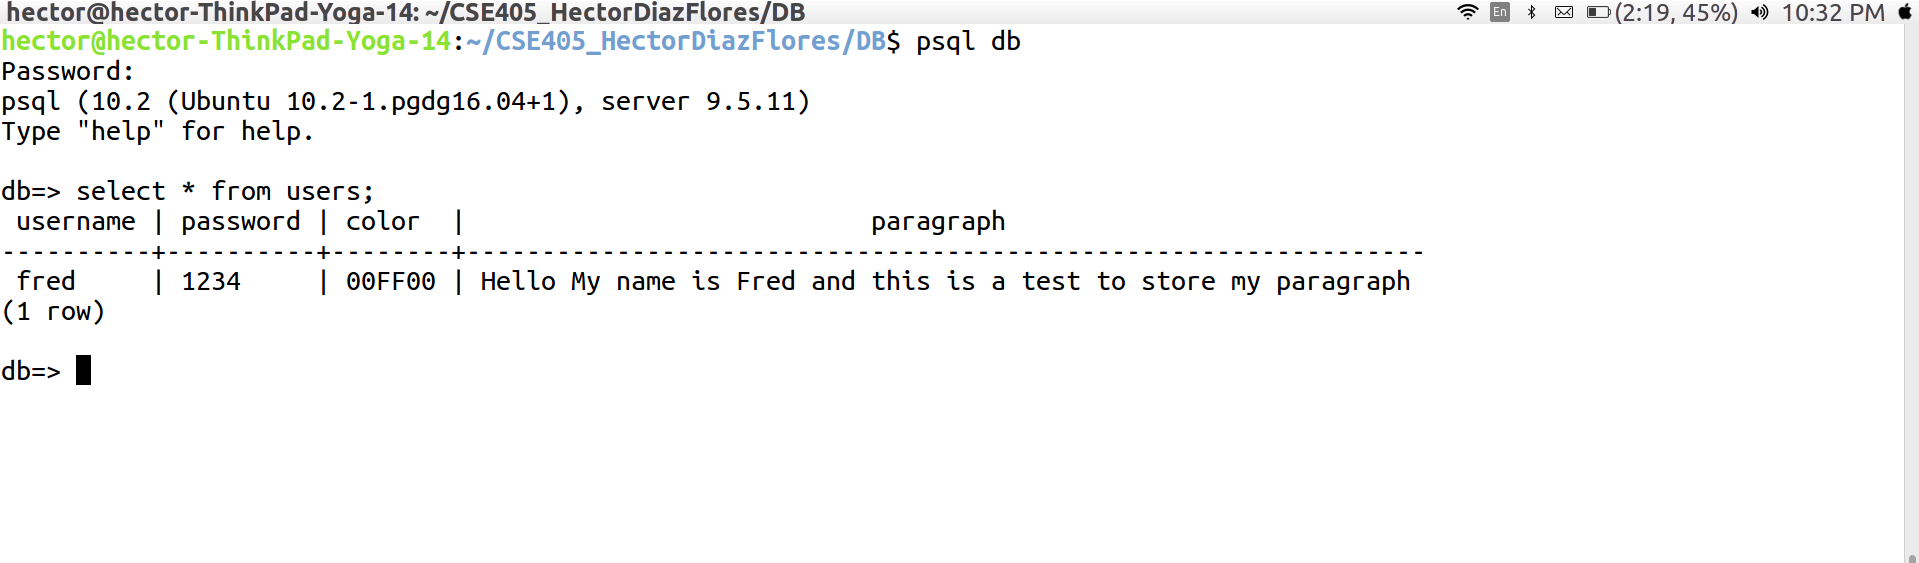 hector@hector-ThinkPad-Yoga-14: ~/CSE405_HectorDiazFlores/DB En (2:19, 45%) 10:32 PM
hector@hector-ThinkPad-Yoga-14:~/CSE405_HectorDiazFlores/DB$ psql db
Password:
psql (10.2 (Ubuntu 10.2-1.pgdg16.04+1), server 9.5.11)
Type "help" for help.

db=> select * from users;
 username | password | color  |                           paragraph
----------+----------+--------+----------------------------------------------------------------
 fred     | 1234     | 00FF00 | Hello My name is Fred and this is a test to store my paragraph
(1 row)

db=>